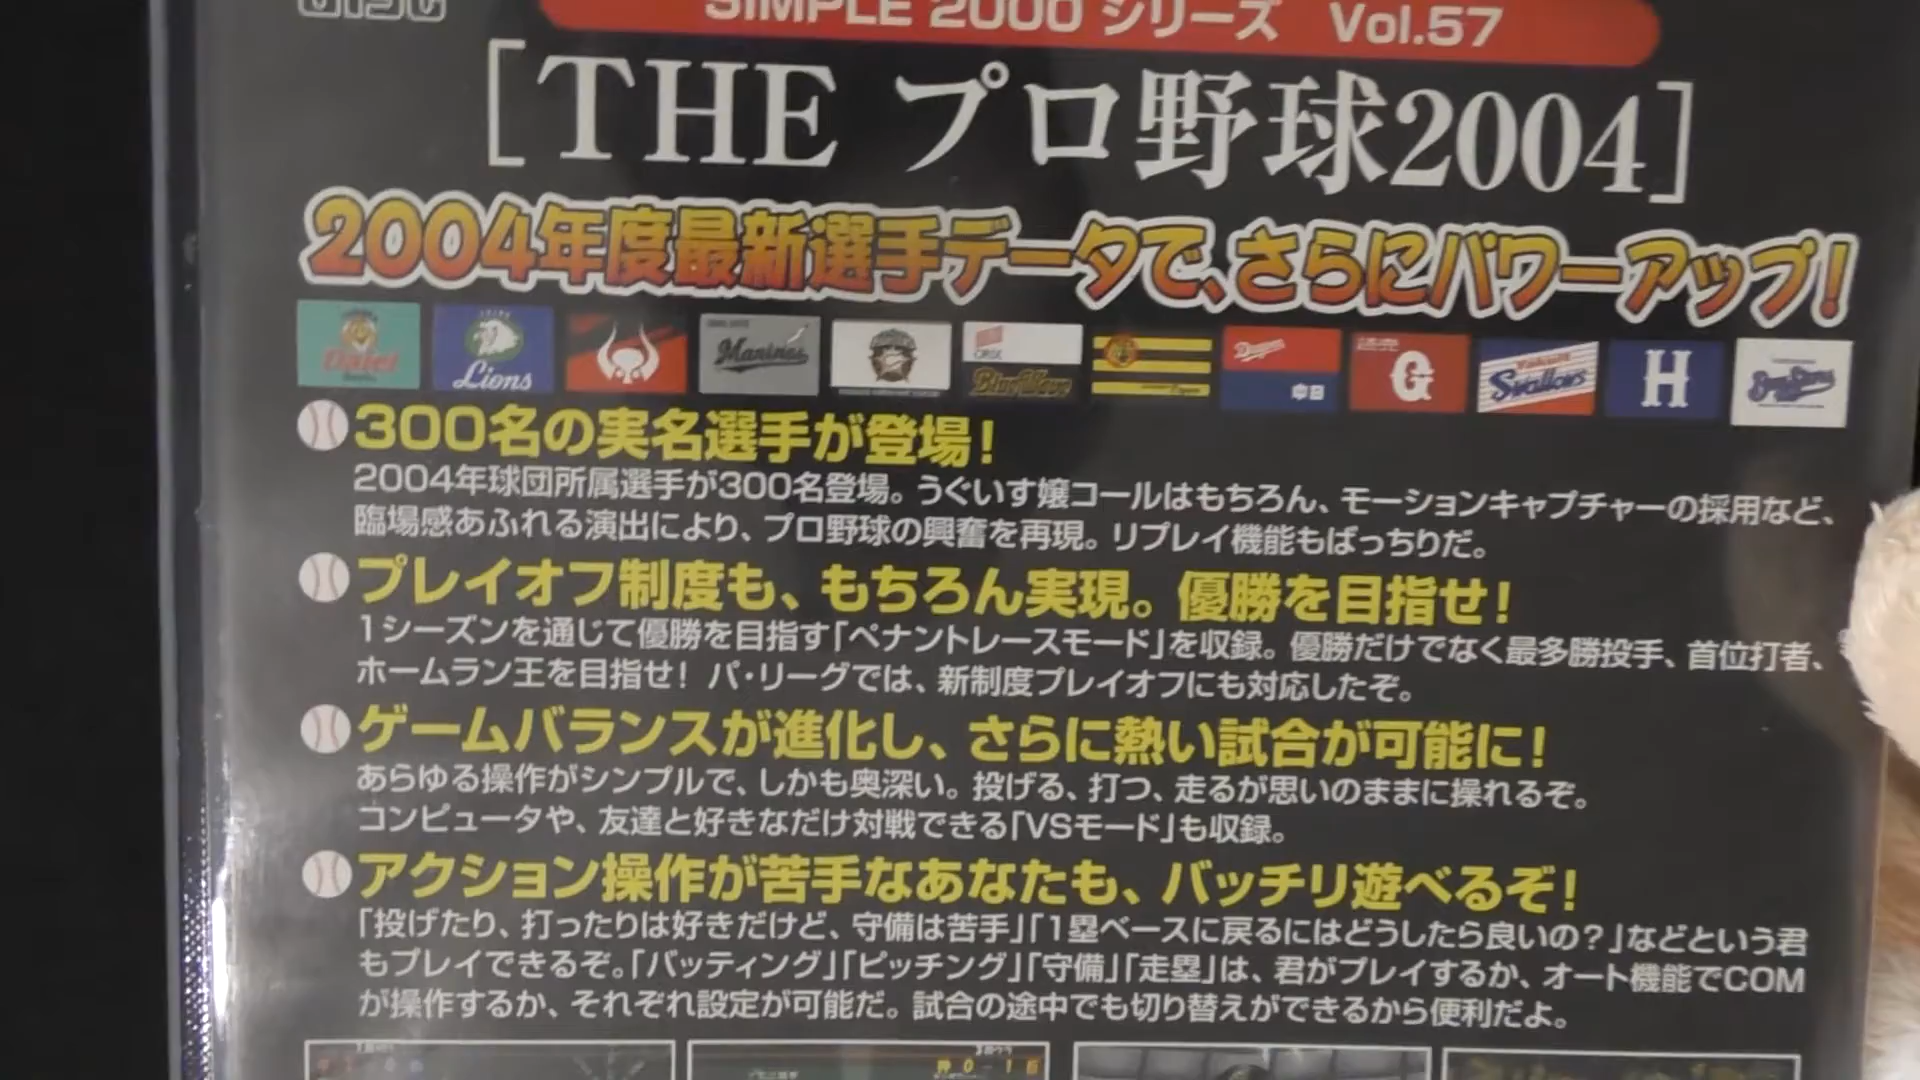 DISC
SIMPLE 2000 シリーズ Vol.57
[THE プロ野球2004]
2004年度最新選手データで、さらにパワーアップ!
Lions
Marines
ORIX
BlueWave
Dragons
中日
G
Yakult
Swallows
H
BayStars
300名の実名選手が登場!
2004年球団所属選手が300名登場。うぐいす嬢コールはもちろん、モーションキャプチャーの採用など、
臨場感あふれる演出により、プロ野球の興奮を再現。リプレイ機能もばっちりだ。
プレイオフ制度も、もちろん実現。優勝を目指せ!
1シーズンを通じて優勝を目指す「ペナントレースモード」を収録。優勝だけでなく最多勝投手、首位打者、
ホームラン王を目指せ! パ・リーグでは、新制度プレイオフにも対応したぞ。
ゲームバランスが進化し、さらに熱い試合が可能に!
あらゆる操作がシンプルで、しかも奥深い。投げる、打つ、走るが思いのままに操れるぞ。
コンピュータや、友達と好きなだけ対戦できる「VSモード」も収録。
アクション操作が苦手なあなたも、バッチリ遊べるぞ!
「投げたり、打ったりは好きだけど、守備は苦手」「1塁ベースに戻るにはどうしたら良いの?」などという君
もプレイできるぞ。「バッティング」「ピッチング」「守備」「走塁」は、君がプレイするか、オート機能でCOM
が操作するか、それぞれ設定が可能だ。試合の途中でも切り替えができるから便利だよ。